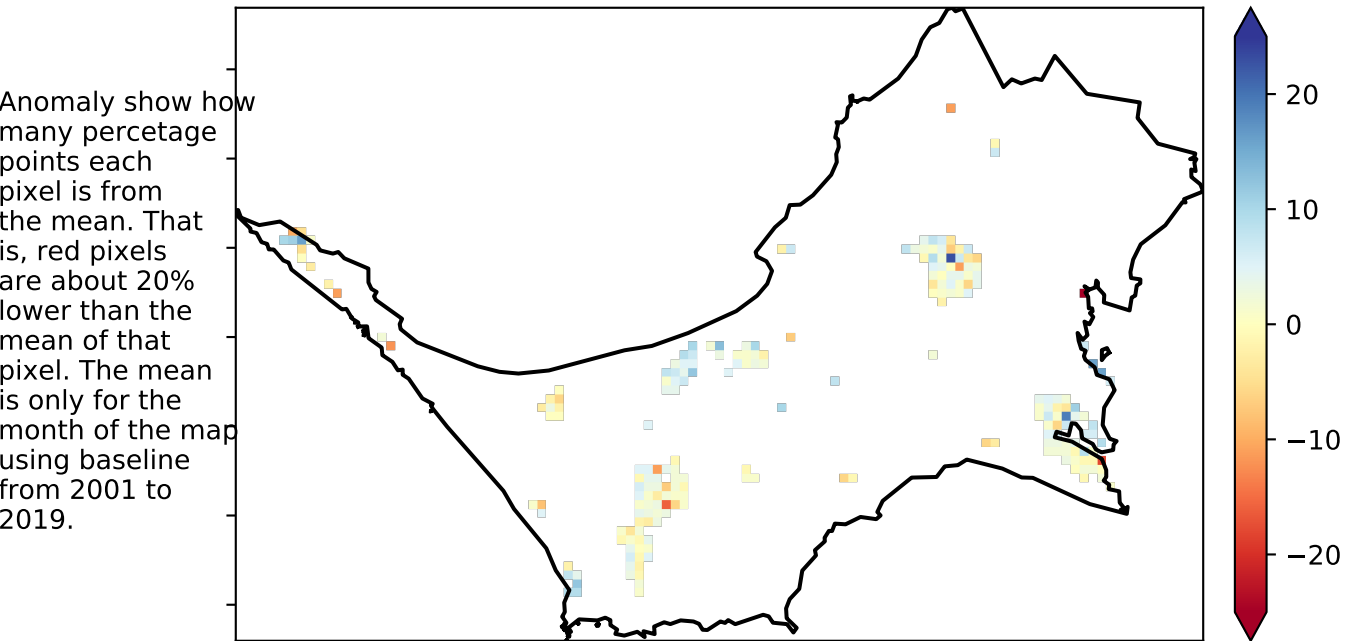 Anomaly show how
many percetage
points each
pixel is from
the mean. That
is, red pixels
are about 20%
lower than the
mean of that
pixel. The mean
is only for the
month of the map
using baseline
from 2001 to
2019.
20
10
0
−10
−20